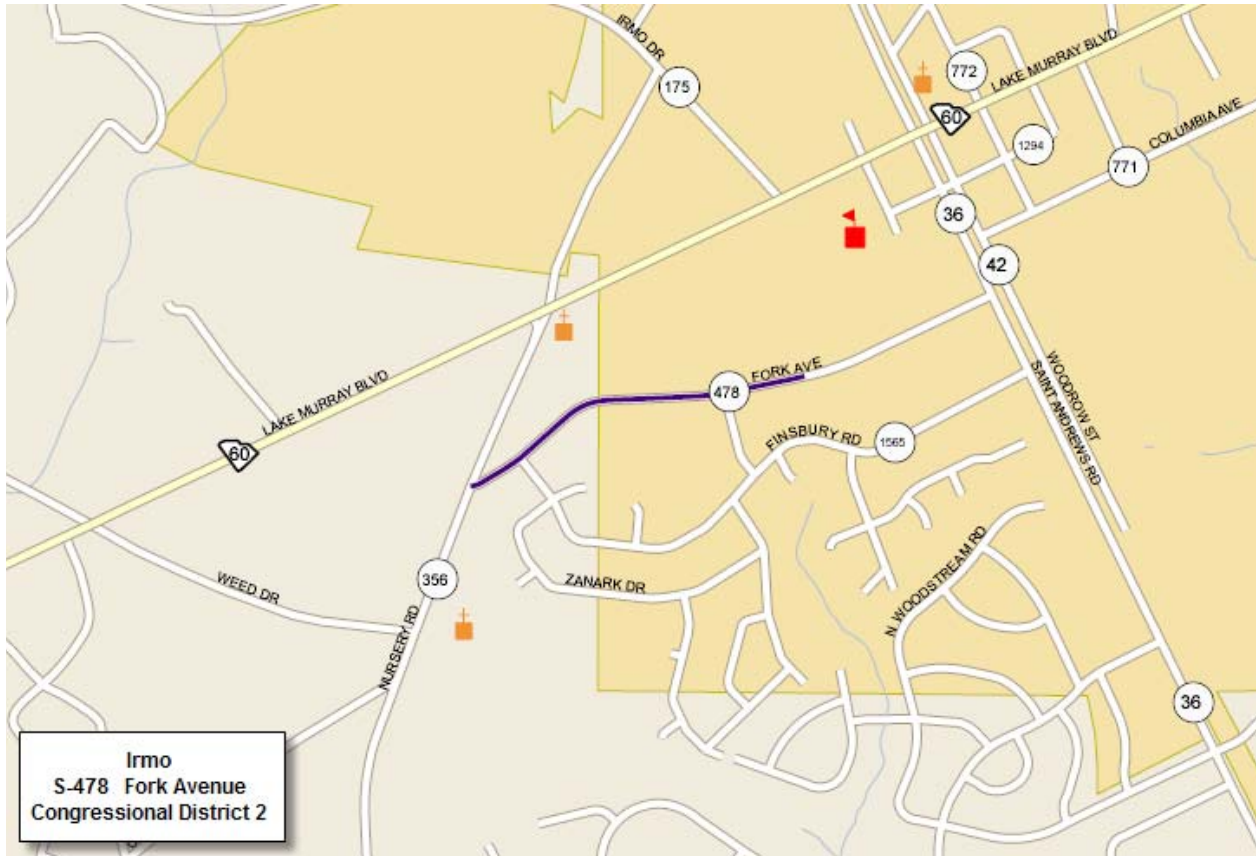 IRMO DR
175
772
LAKE MURRAY BLVD
60
1294
COLUMBIA AVE
771
36
42
FORK AVE
478
WOODROW ST
SAINT ANDREWS RD
LAKE MURRAY BLVD
60
FINSBURY RD
1565
WEED DR
356
ZANARK DR
N WOODSTREAM RD
NURSERY RD
36
Irmo
S-478 Fork Avenue
Congressional District 2